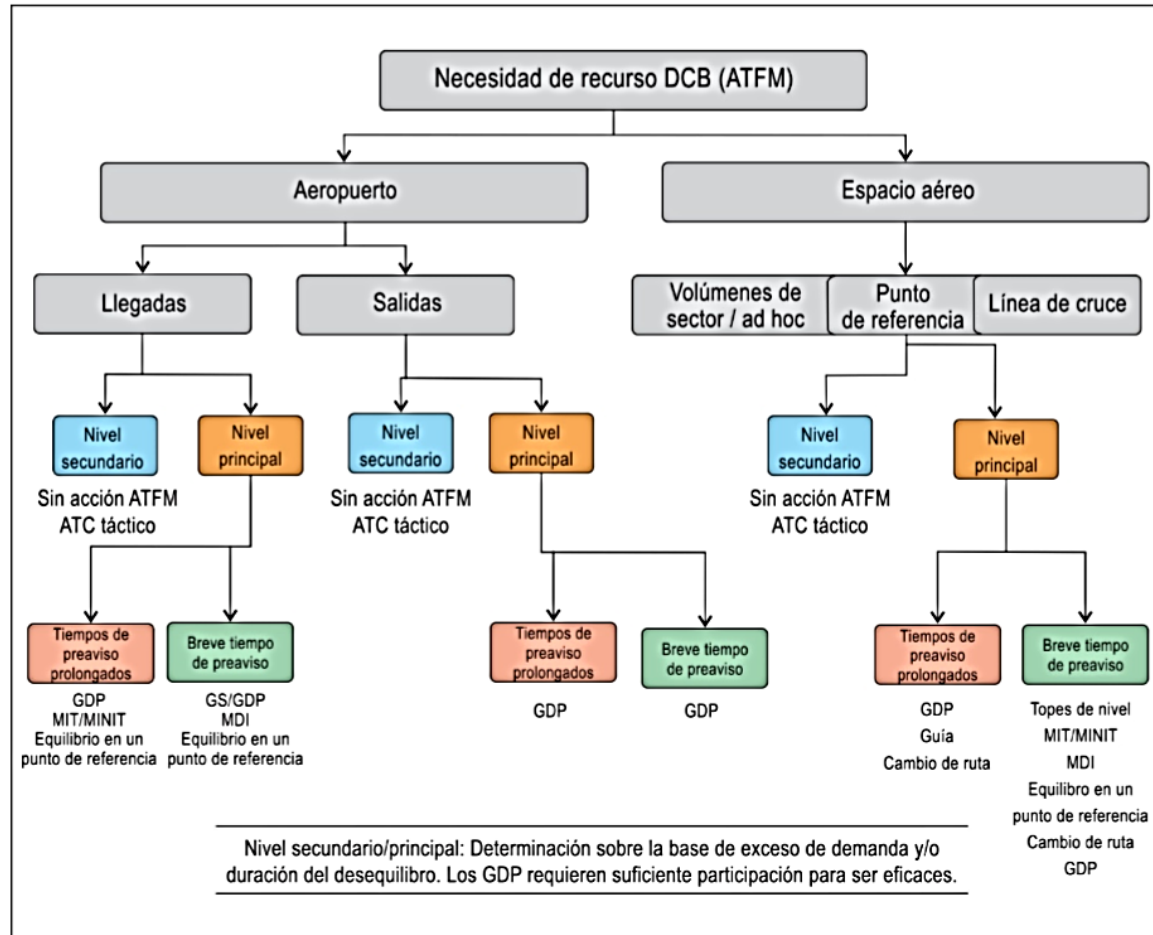 Necesidad de recurso DCB (ATFM)
Aeropuerto
Espacio aéreo
Llegadas
Salidas
Volúmenes de
sector / ad hoc
Punto
de referencia
Línea de cruce
Nivel
secundario
Nivel
principal
Nivel
secundario
Nivel
principal
Nivel
secundario
Nivel
principal
Sin acción ATFM
ATC táctico
Sin acción ATFM
ATC táctico
Sin acción ATFM
ATC táctico
Tiempos de
preaviso
prolongados
GDP
MIT/MINIT
Equilibrio en un
punto de referencia
Breve tiempo
de preaviso
GS/GDP
MDI
Equilibrio en un
punto de referencia
Tiempos de
preaviso
prolongados
GDP
Breve tiempo
de preaviso
GDP
Tiempos de
preaviso
prolongados
GDP
Guía
Cambio de ruta
Breve tiempo
de preaviso
Topes de nivel
MIT/MINIT
MDI
Equilibro en un
punto de referencia
Cambio de ruta
GDP
Nivel secundario/principal: Determinación sobre la base de exceso de demanda y/o
duración del desequilibro. Los GDP requieren suficiente participación para ser eficaces.